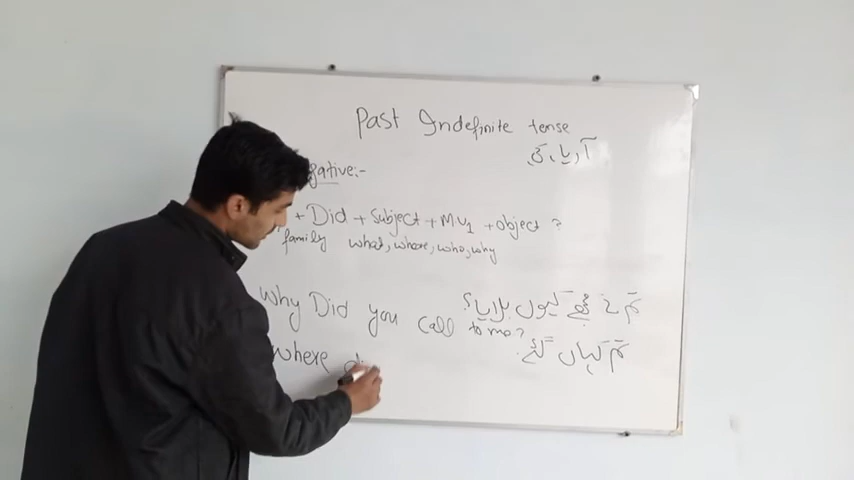 Past Indefinite tense
آ، یا، ئی
gative:-
+ Did + Subject + MV1 + object ?
family what, where, who, why
Why Did you call to me? تم نے مجھے کیوں بلایا؟
where di تم کہاں گئے؟